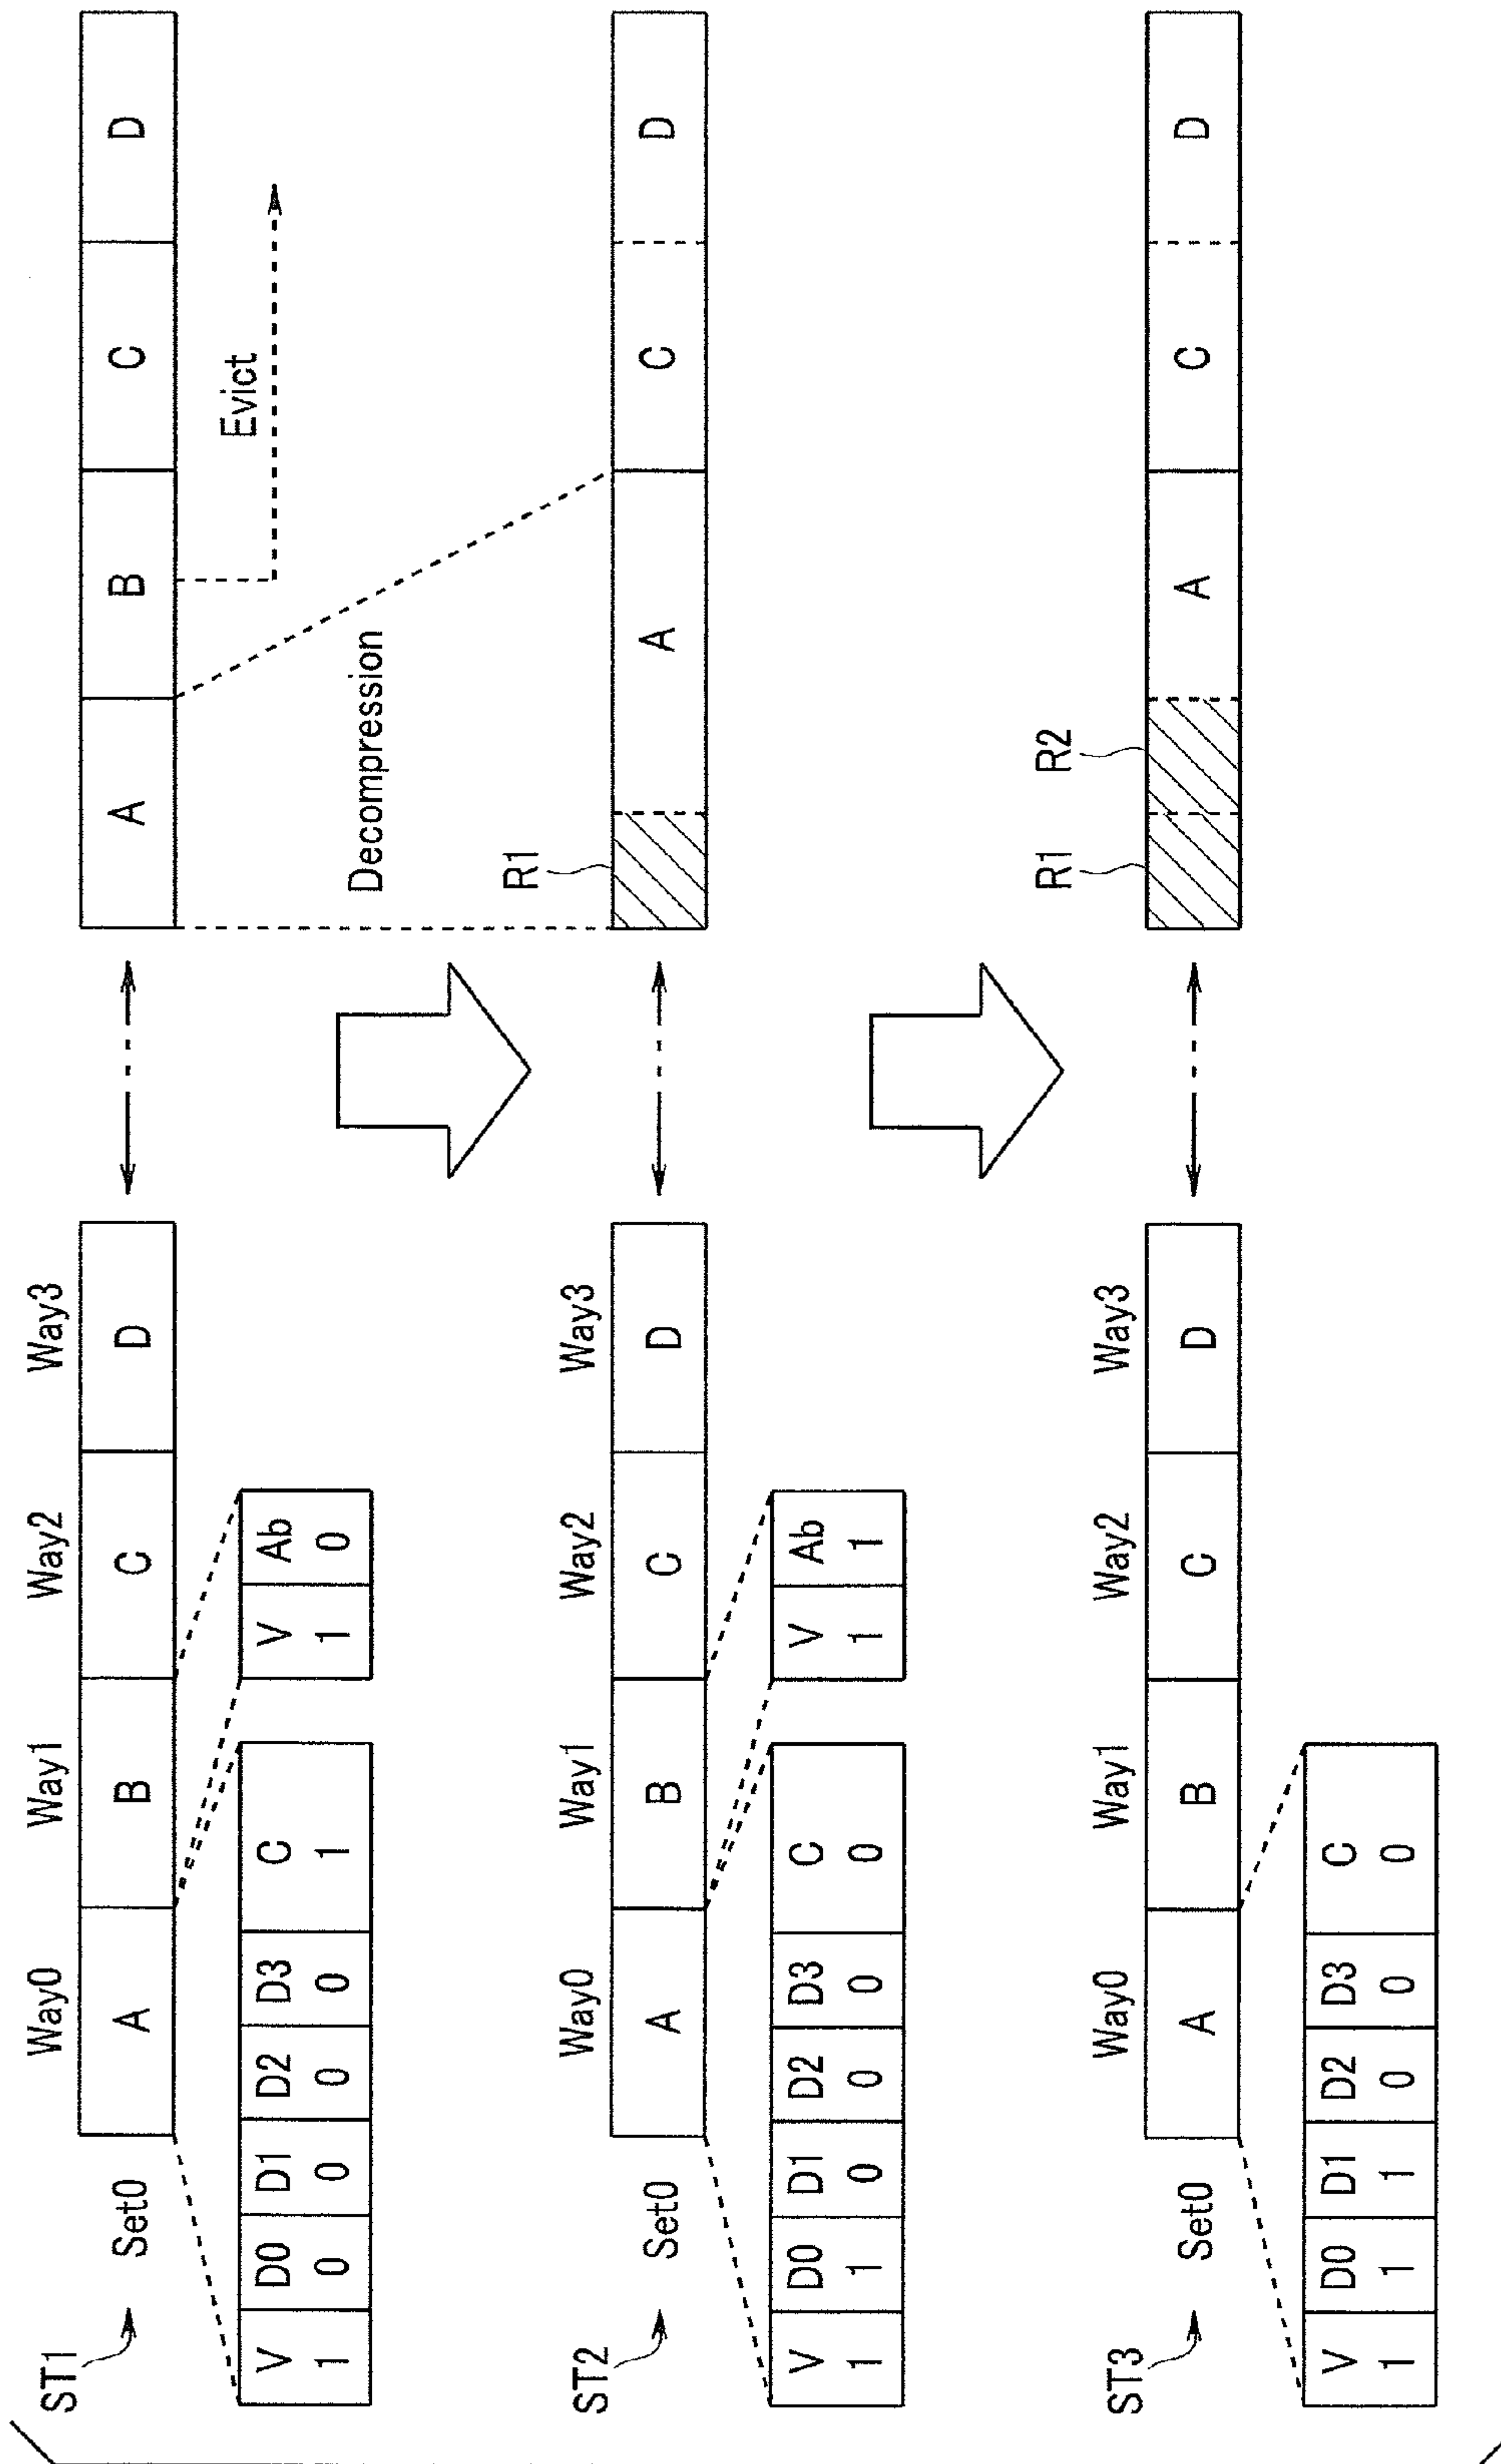 Way0 Way1 Way2 Way3
ST1 Set0 A B C D
A B C D
V D0 D1 D2 D3 C
1 0 0 0 0 1
V Ab
1 0
Evict
Decompression
Way0 Way1 Way2 Way3
R1
ST2 Set0 A B C D
A C D
V D0 D1 D2 D3 C
1 1 0 0 0 0
V Ab
1 1
Way0 Way1 Way2 Way3
R1 R2
ST3 Set0 A B C D
A C D
V D0 D1 D2 D3 C
1 1 1 0 0 0